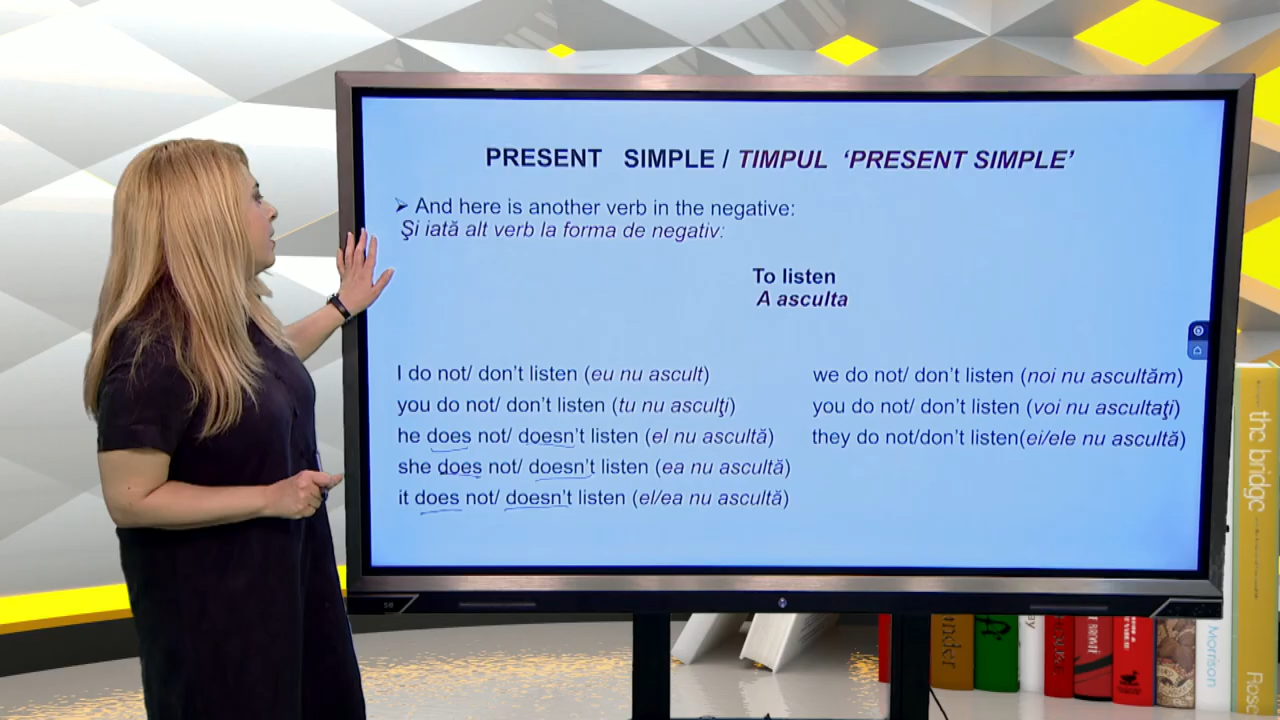 PRESENT SIMPLE / TIMPUL ‘PRESENT SIMPLE’
➢ And here is another verb in the negative:
Şi iată alt verb la forma de negativ:
To listen
A asculta
I do not/ don’t listen (eu nu ascult)
you do not/ don’t listen (tu nu asculţi)
he does not/ doesn’t listen (el nu ascultă)
she does not/ doesn’t listen (ea nu ascultă)
it does not/ doesn’t listen (el/ea nu ascultă)
we do not/ don’t listen (noi nu ascultăm)
you do not/ don’t listen (voi nu ascultaţi)
they do not/don’t listen(ei/ele nu ascultă)
the bridge
Morrison